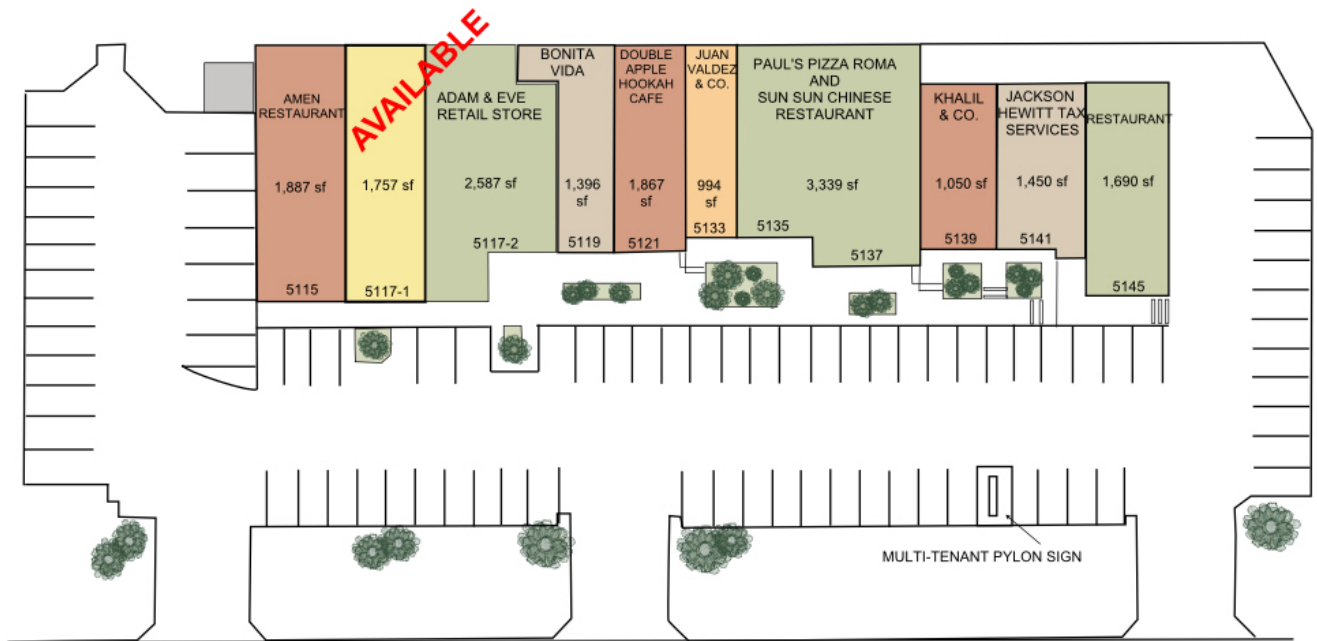 AVAILABLE
AMEN
RESTAURANT
1,887 sf
5115
1,757 sf
5117-1
ADAM & EVE
RETAIL STORE
2,587 sf
5117-2
BONITA
VIDA
1,396
sf
5119
DOUBLE
APPLE
HOOKAH
CAFE
1,867
sf
5121
JUAN
VALDEZ
& CO.
994
sf
5133
PAUL'S PIZZA ROMA
AND
SUN SUN CHINESE
RESTAURANT
3,339 sf
5135
5137
KHALIL
& CO.
1,050 sf
5139
JACKSON
HEWITT TAX
SERVICES
1,450 sf
5141
RESTAURANT
1,690 sf
5145
MULTI-TENANT PYLON SIGN